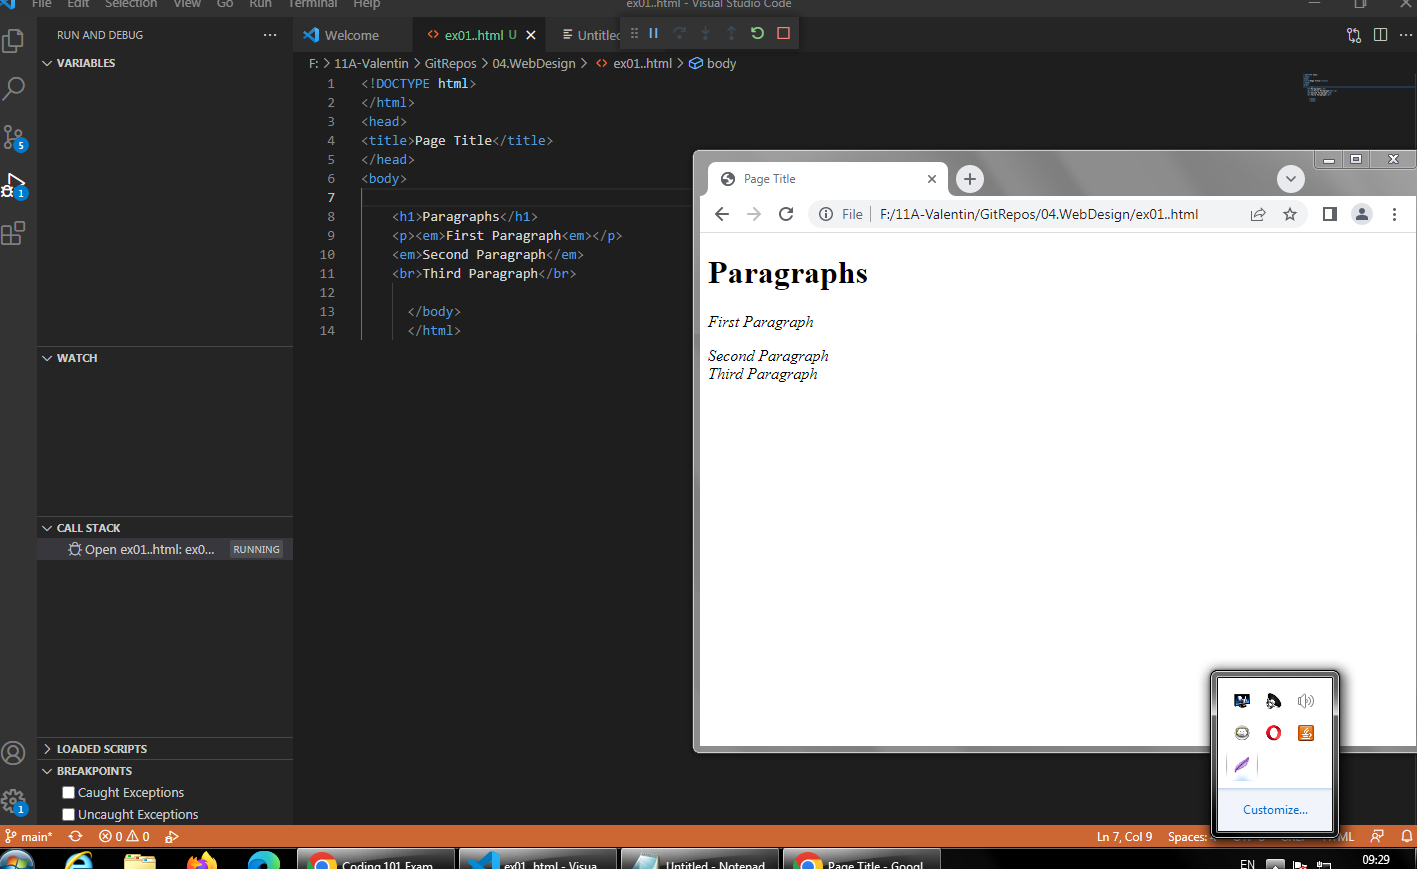 File Edit Selection View Go Run Terminal Help
ex01..html - Visual Studio Code
RUN AND DEBUG
Welcome
ex01..html U
Untitled
F: > 11A-Valentin > GitRepos > 04.WebDesign > <> ex01..html > body
VARIABLES
1 <!DOCTYPE html>
2 </html>
3 <head>
4 <title>Page Title</title>
5 </head>
6 <body>
7
8 <h1>Paragraphs</h1>
9 <p><em>First Paragraph<em></p>
10 <em>Second Paragraph</em>
11 <br>Third Paragraph</br>
12
13 </body>
14 </html>
Page Title
File | F:/11A-Valentin/GitRepos/04.WebDesign/ex01..html
Paragraphs
First Paragraph
Second Paragraph
Third Paragraph
5
1
WATCH
CALL STACK
Open ex01..html: ex0... RUNNING
LOADED SCRIPTS
BREAKPOINTS
Caught Exceptions
Uncaught Exceptions
1
Customize...
main* 0 0
Ln 7, Col 9 Spaces:
Coding 101 Exam
ex01..html - Visua
Untitled - Notepad
Page Title - Googl
EN
09:29